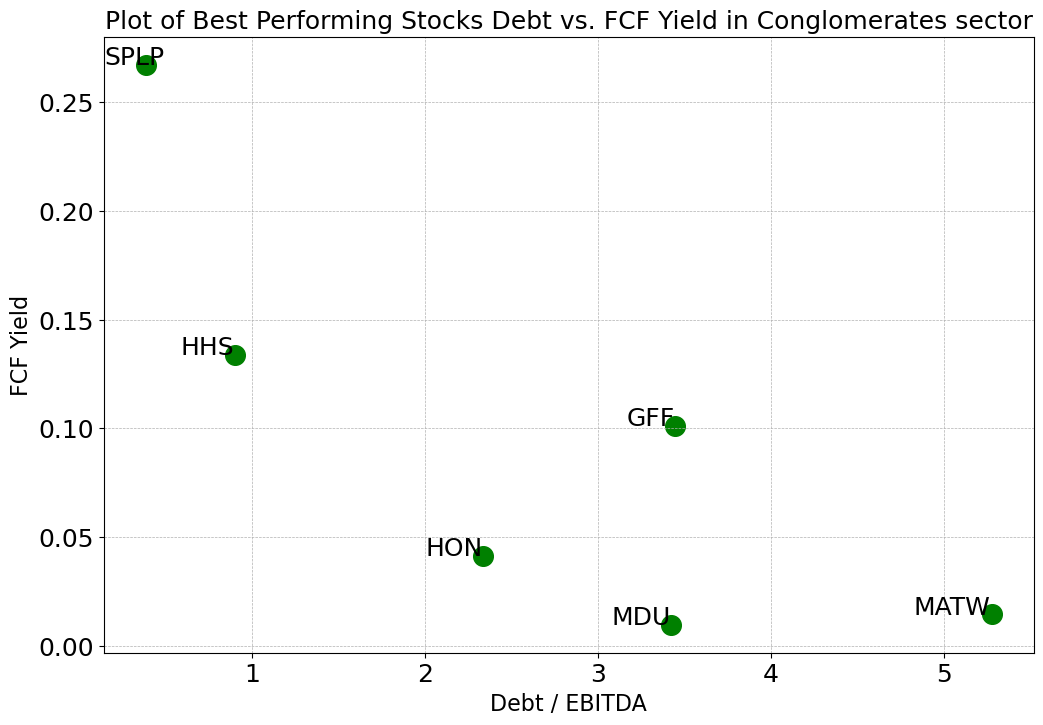 Plot of Best Performing Stocks Debt vs. FCF Yield in Conglomerates sector
SPLP
0.25
0.20
0.15
HHS
FCF Yield
GFF
0.10
0.05
HON
MDU
MATW
0.00
1 2 3 4 5
Debt / EBITDA